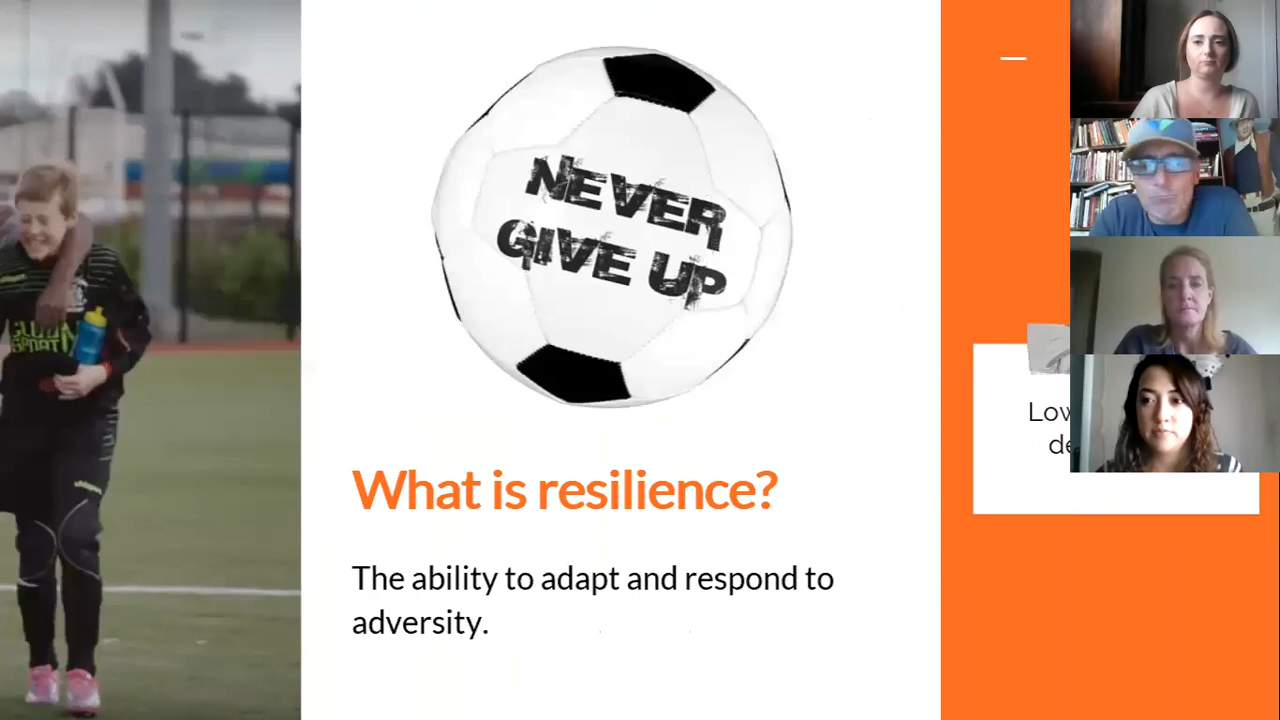 NEVER
GIVE UP
What is resilience?
The ability to adapt and respond to
adversity.